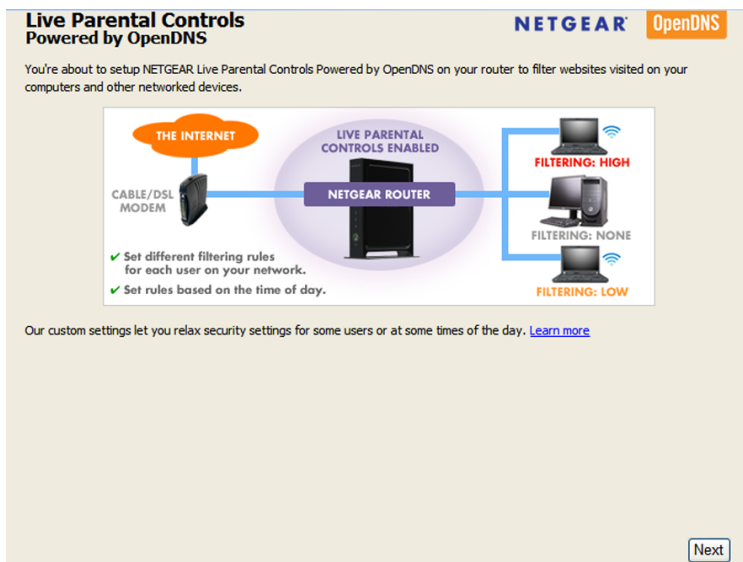 Live Parental Controls
Powered by OpenDNS
NETGEAR
OpenDNS
You're about to setup NETGEAR Live Parental Controls Powered by OpenDNS on your router to filter websites visited on your
computers and other networked devices.
THE INTERNET
LIVE PARENTAL
CONTROLS ENABLED
FILTERING: HIGH
CABLE/DSL
MODEM
NETGEAR ROUTER
FILTERING: NONE
✔ Set different filtering rules
for each user on your network.
✔ Set rules based on the time of day.
FILTERING: LOW
Our custom settings let you relax security settings for some users or at some times of the day. Learn more
Next